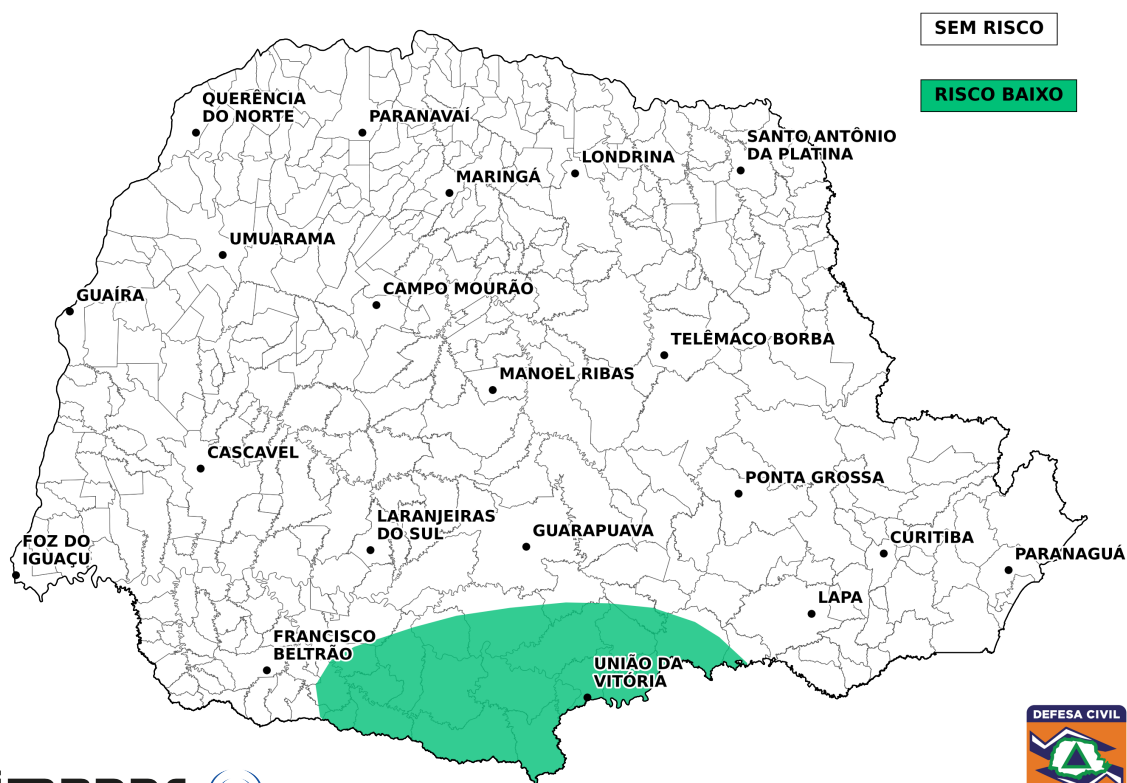 SEM RISCO
RISCO BAIXO
QUERÊNCIA
DO NORTE
PARANAVAÍ
SANTO ANTÔNIO
DA PLATINA
LONDRINA
MARINGÁ
UMUARAMA
CAMPO MOURÃO
GUAÍRA
TELÊMACO BORBA
MANOEL RIBAS
CASCAVEL
PONTA GROSSA
LARANJEIRAS
DO SUL
GUARAPUAVA
CURITIBA
FOZ DO
IGUAÇU
PARANAGUÁ
LAPA
FRANCISCO
BELTRÃO
UNIÃO DA
VITÓRIA
DEFESA CIVIL